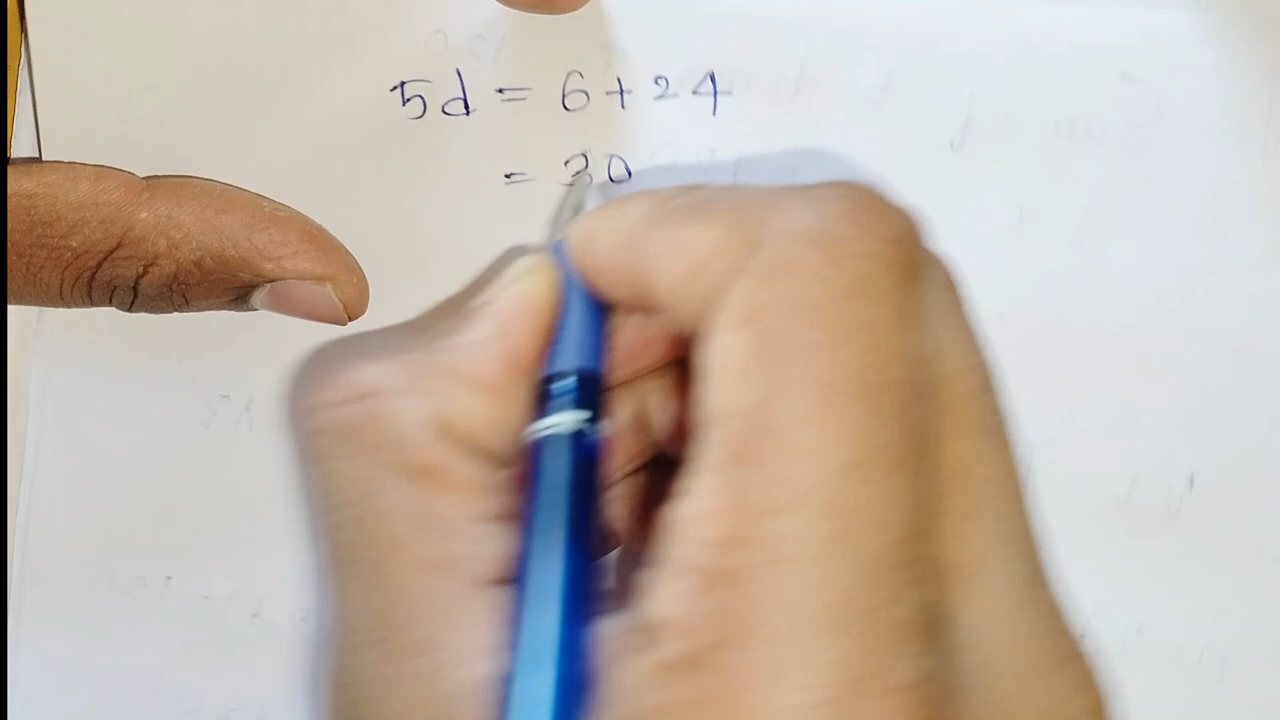 5d = 6+24
= 30